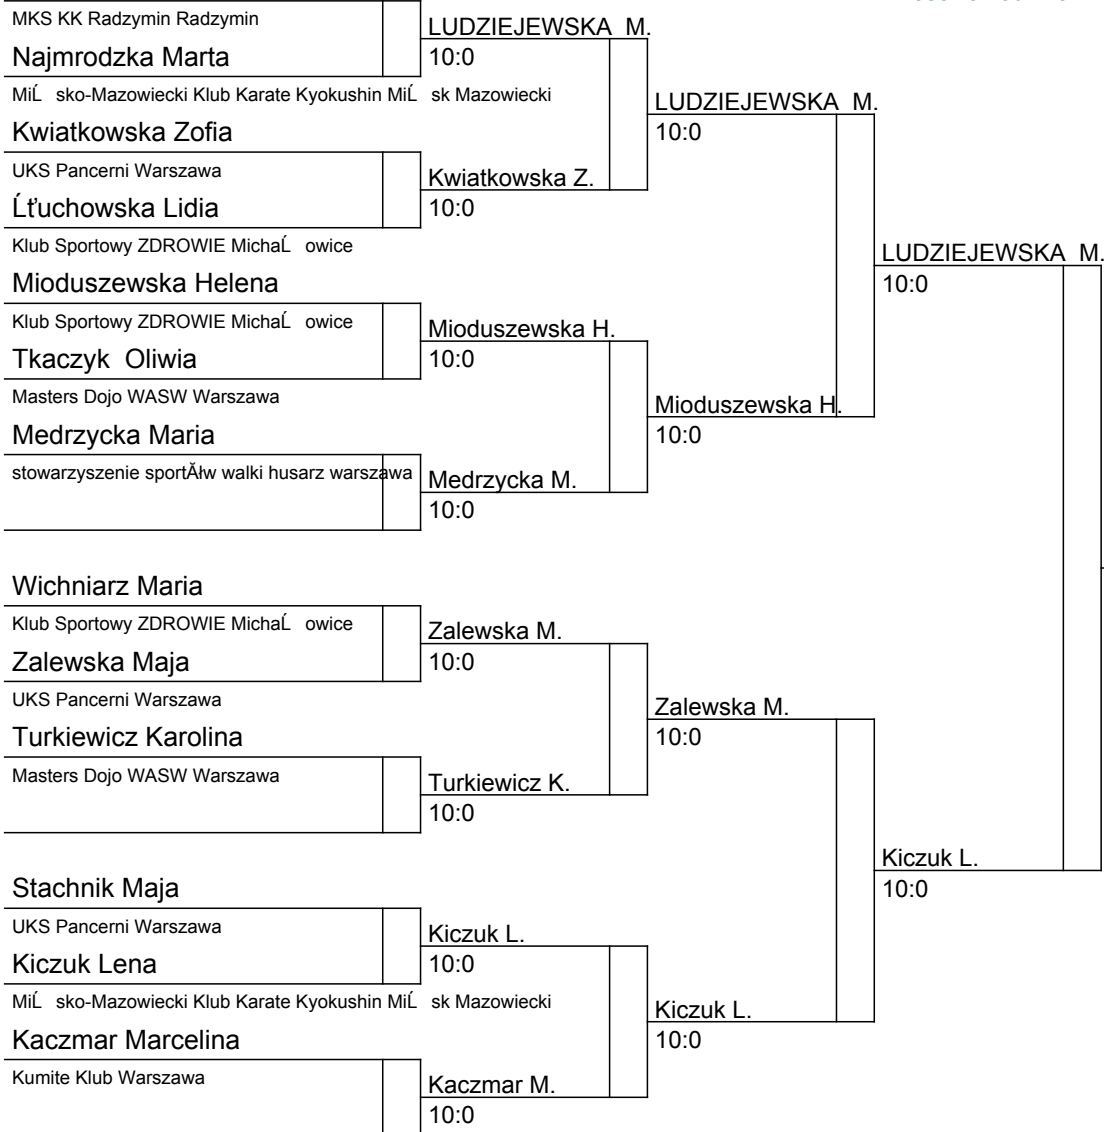 MKS KK Radzymin Radzymin
LUDZIEJEWSKA M.
Najmrodzka Marta
10:0
MiĹ sko-Mazowiecki Klub Karate Kyokushin MiĹ sk Mazowiecki
LUDZIEJEWSKA M.
Kwiatkowska Zofia
10:0
UKS Pancerni Warszawa
Kwiatkowska Z.
Ĺťuchowska Lidia
10:0
Klub Sportowy ZDROWIE MichaĹ owice
LUDZIEJEWSKA M.
Mioduszewska Helena
10:0
Klub Sportowy ZDROWIE MichaĹ owice
Mioduszewska H.
Tkaczyk Oliwia
10:0
Masters Dojo WASW Warszawa
Mioduszewska H.
Medrzycka Maria
10:0
stowarzyszenie sportĂłw walki husarz warszawa
Medrzycka M.
10:0
Wichniarz Maria
Klub Sportowy ZDROWIE MichaĹ owice
Zalewska M.
Zalewska Maja
10:0
UKS Pancerni Warszawa
Zalewska M.
Turkiewicz Karolina
10:0
Masters Dojo WASW Warszawa
Turkiewicz K.
10:0
Kiczuk L.
Stachnik Maja
10:0
UKS Pancerni Warszawa
Kiczuk L.
Kiczuk Lena
10:0
MiĹ sko-Mazowiecki Klub Karate Kyokushin MiĹ sk Mazowiecki
Kiczuk L.
Kaczmar Marcelina
10:0
Kumite Klub Warszawa
Kaczmar M.
10:0